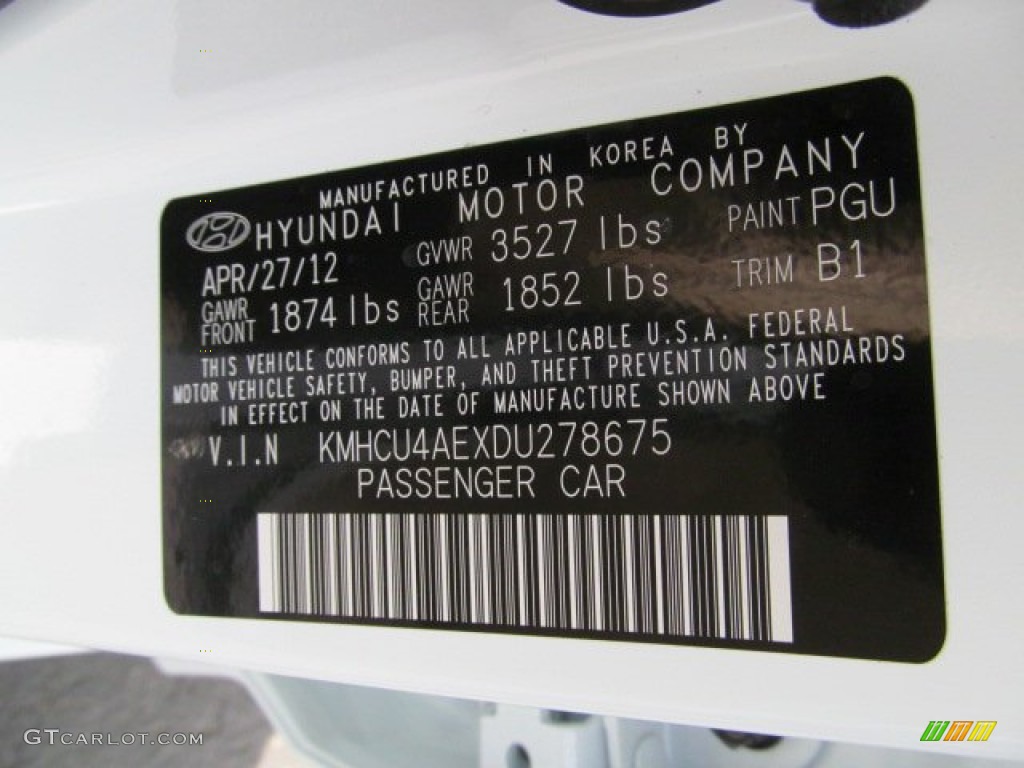 MANUFACTURED IN KOREA BY
HYUNDAI MOTOR COMPANY
APR/27/12 GVWR 3527 lbs PAINT PGU
GAWR FRONT 1874 lbs GAWR REAR 1852 lbs TRIM B1
THIS VEHICLE CONFORMS TO ALL APPLICABLE U.S.A. FEDERAL
MOTOR VEHICLE SAFETY, BUMPER, AND THEFT PREVENTION STANDARDS
IN EFFECT ON THE DATE OF MANUFACTURE SHOWN ABOVE
V.I.N KMHCU4AEXDU278675
PASSENGER CAR
GTCARLOT.COM